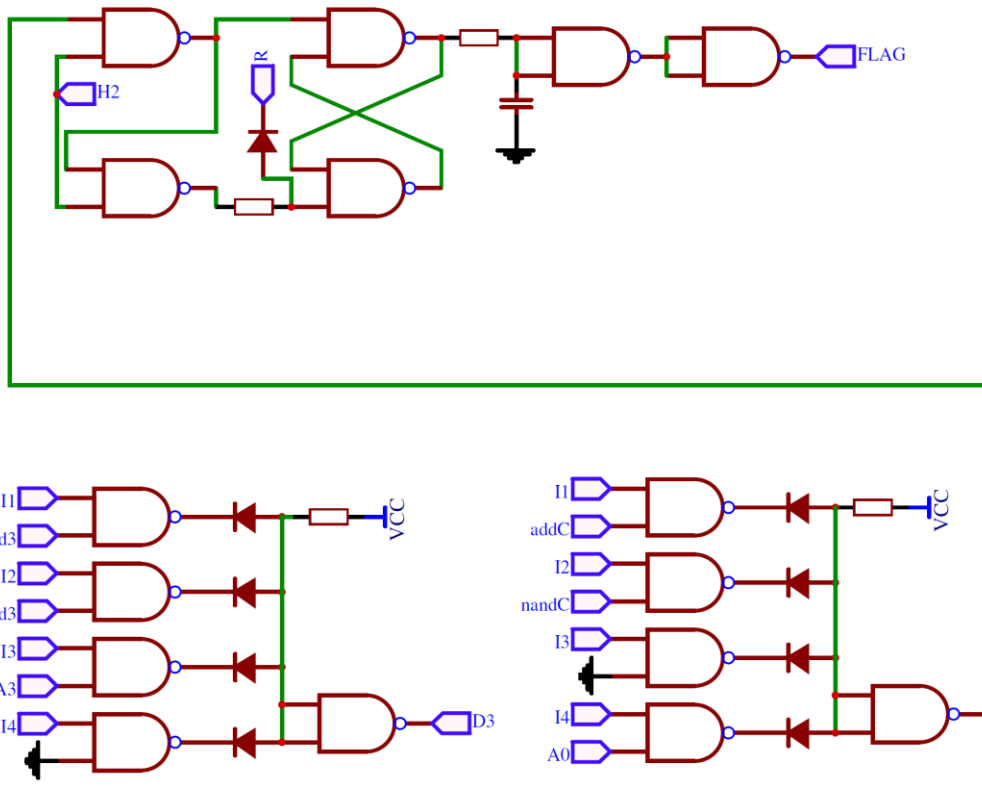 FLAG
R
H2
I1
d3
I2
d3
I3
A3
I4
VCC
D3
I1
addC
I2
nandC
I3
I4
A0
VCC